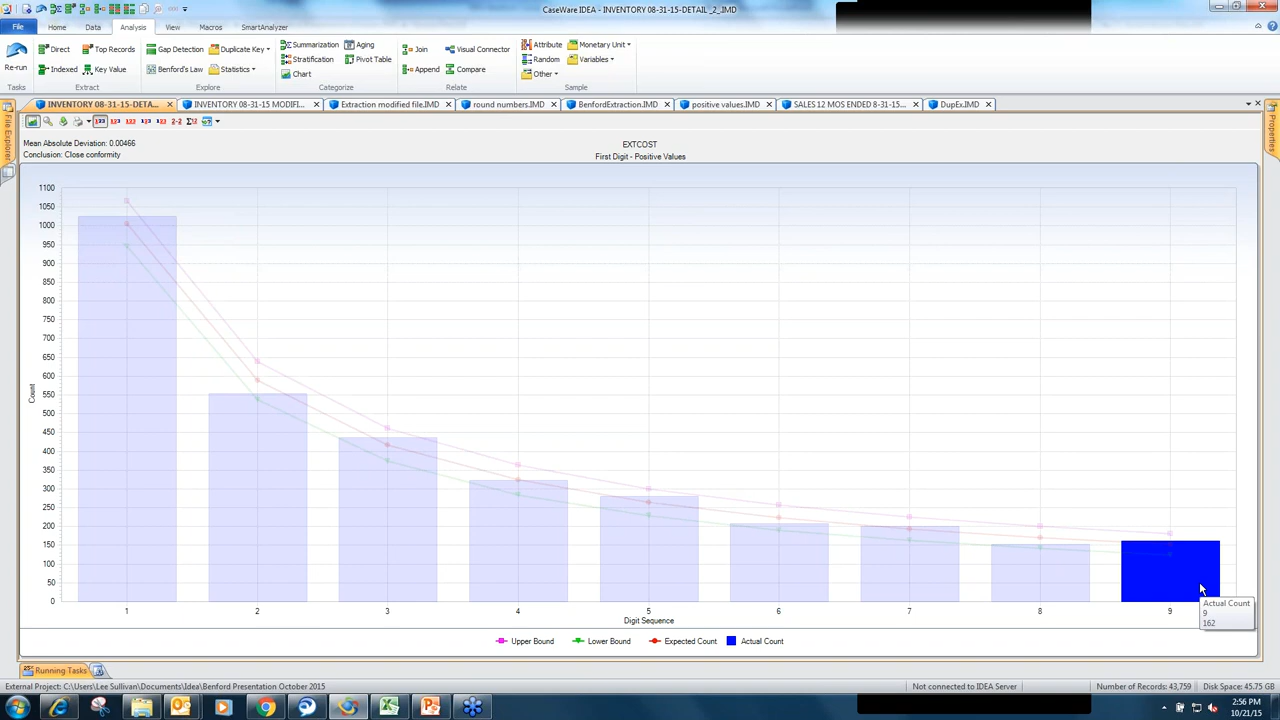 CaseWare IDEA - INVENTORY 08-31-15-DETAIL_2_.IMD
File Home Data Analysis View Macros SmartAnalyzer
Direct Top Records Gap Detection Duplicate Key Summarization Aging Join Visual Connector Attribute Monetary Unit
Re-run Indexed Key Value Benford's Law Statistics Stratification Pivot Table Append Compare Random Variables
Chart Other
Tasks Extract Explore Categorize Relate Sample
INVENTORY 08-31-15-DETA... INVENTORY 08-31-15 MODIFI... Extraction modified file.IMD round numbers.IMD BenfordExtraction.IMD positive values.IMD SALES 12 MOS ENDED 8-31-15... DupEx.IMD
File Explorer
Properties
Mean Absolute Deviation: 0.00466
Conclusion: Close conformity
EXTCOST
First Digit - Positive Values
1100
1050
1000
950
900
850
800
750
700
650
600
550
500
450
400
350
300
250
200
150
100
50
0
Count
1 2 3 4 5 6 7 8 9
Digit Sequence
Actual Count
9
162
Upper Bound Lower Bound Expected Count Actual Count
Running Tasks
External Project: C:\Users\Lee Sullivan\Documents\Idea\Benford Presentation October 2015 Not connected to IDEA Server Number of Records: 43,759 Disk Space: 45.75 GB
2:56 PM
10/21/15